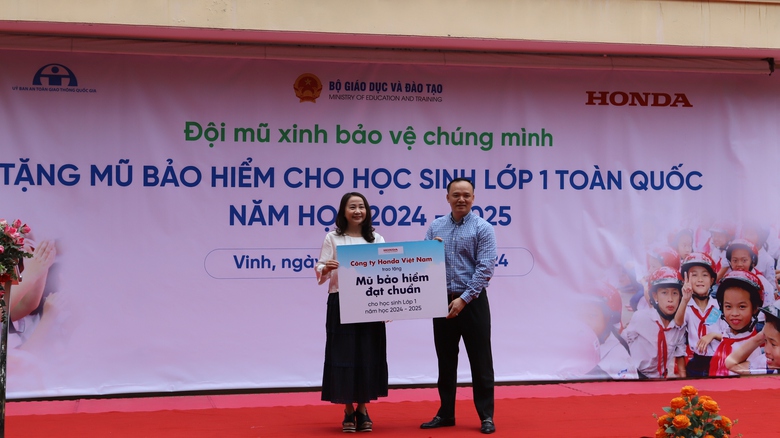 ỦY BAN AN TOÀN GIAO THÔNG QUỐC GIA
BỘ GIÁO DỤC VÀ ĐÀO TẠO
MINISTRY OF EDUCATION AND TRAINING
HONDA
Đội mũ xinh bảo vệ chúng mình
TẶNG MŨ BẢO HIỂM CHO HỌC SINH LỚP 1 TOÀN QUỐC
NĂM HỌC 2024 - 2025
Vinh, ngày
24
Công ty Honda Việt Nam
trao tặng
Mũ bảo hiểm
đạt chuẩn
cho học sinh Lớp 1
năm học 2024 - 2025